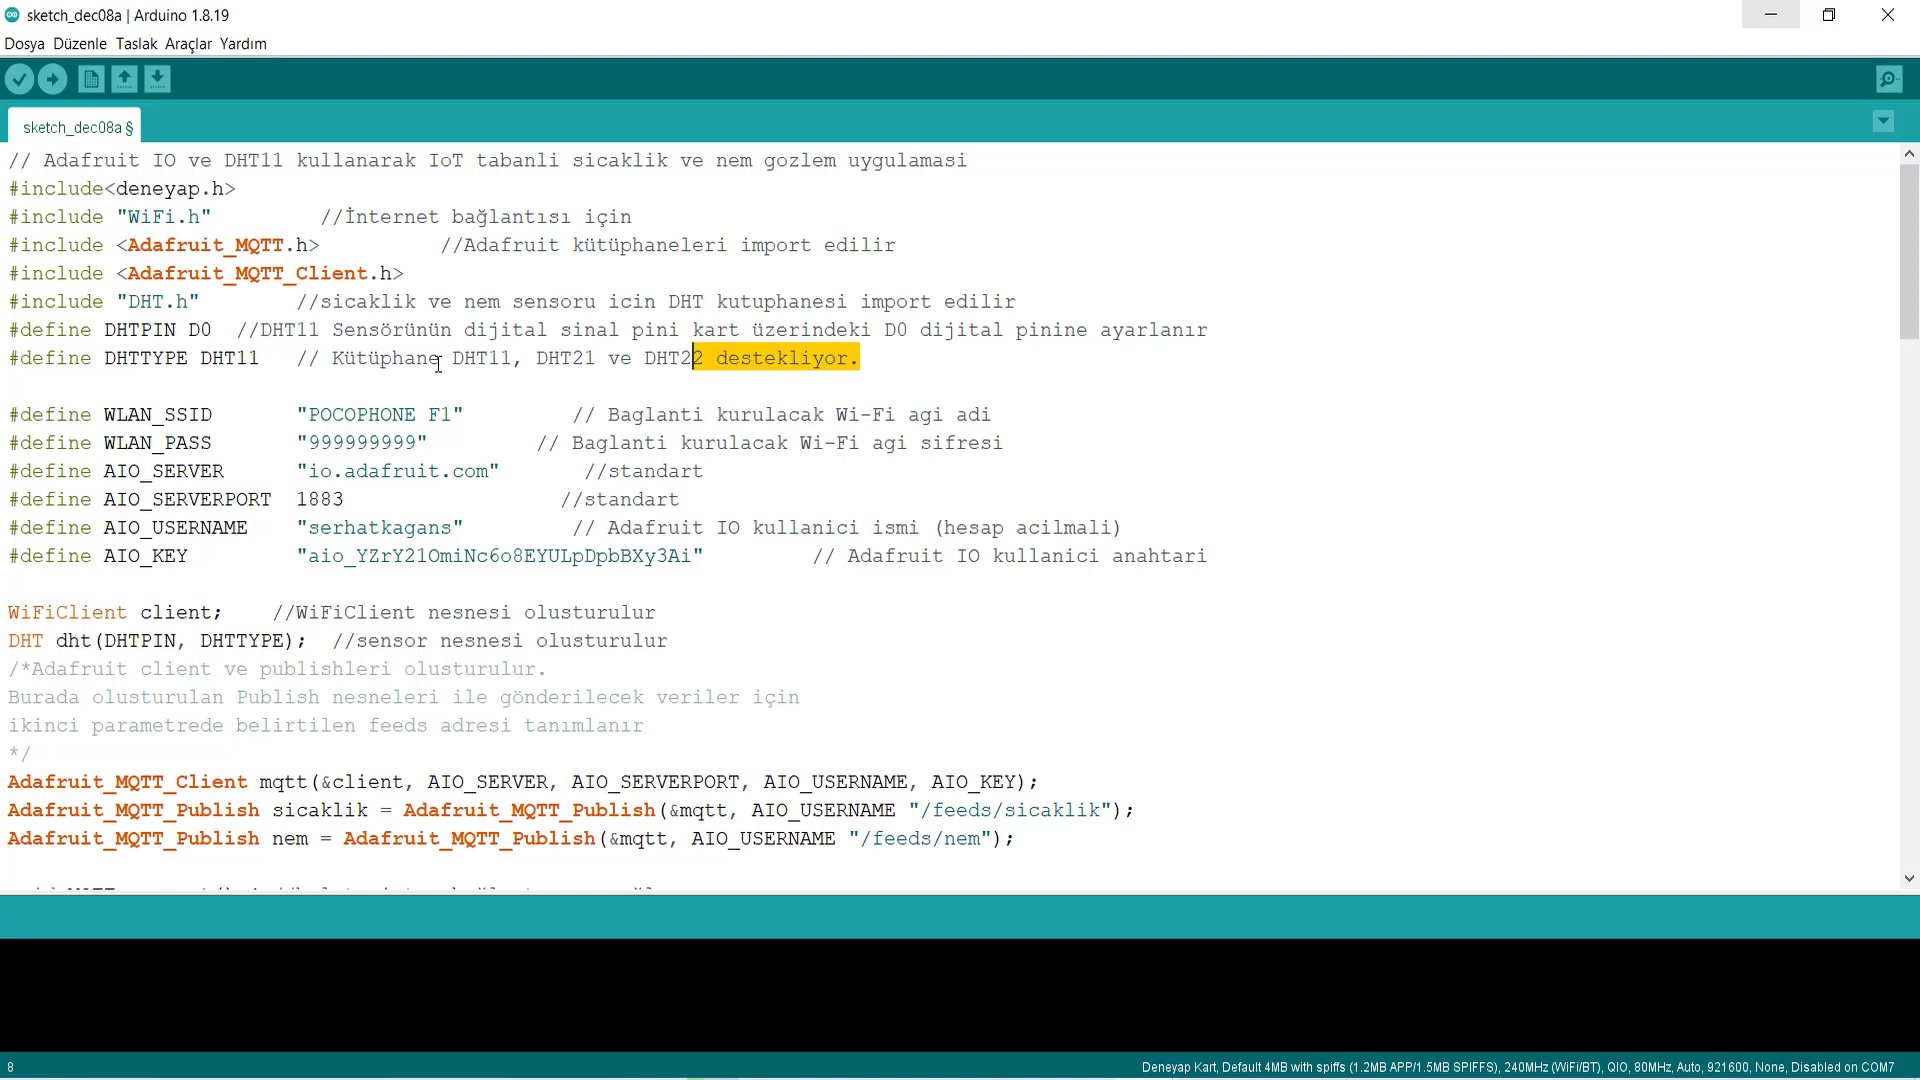 sketch_dec08a | Arduino 1.8.19
Dosya Düzenle Taslak Araçlar Yardım
sketch_dec08a §
// Adafruit IO ve DHT11 kullanarak IoT tabanli sicaklik ve nem gozlem uygulamasi
#include<deneyap.h>
#include "WiFi.h" //İnternet bağlantısı için
#include <Adafruit_MQTT.h> //Adafruit kütüphaneleri import edilir
#include <Adafruit_MQTT_Client.h>
#include "DHT.h" //sicaklik ve nem sensoru icin DHT kutuphanesi import edilir
#define DHTPIN D0 //DHT11 Sensörünün dijital sinal pini kart üzerindeki D0 dijital pinine ayarlanır
#define DHTTYPE DHT11 // Kütüphane DHT11, DHT21 ve DHT22 destekliyor.
#define WLAN_SSID "POCOPHONE F1" // Baglanti kurulacak Wi-Fi agi adi
#define WLAN_PASS "999999999" // Baglanti kurulacak Wi-Fi agi sifresi
#define AIO_SERVER "io.adafruit.com" //standart
#define AIO_SERVERPORT 1883 //standart
#define AIO_USERNAME "serhatkagans" // Adafruit IO kullanici ismi (hesap acilmali)
#define AIO_KEY "aio_YZrY21OmiNc6o8EYULpDpbBXy3Ai" // Adafruit IO kullanici anahtari
WiFiClient client; //WiFiClient nesnesi olusturulur
DHT dht(DHTPIN, DHTTYPE); //sensor nesnesi olusturulur
/*Adafruit client ve publishleri olusturulur.
Burada olusturulan Publish nesneleri ile gönderilecek veriler için
ikinci parametrede belirtilen feeds adresi tanımlanır
*/
Adafruit_MQTT_Client mqtt(&client, AIO_SERVER, AIO_SERVERPORT, AIO_USERNAME, AIO_KEY);
Adafruit_MQTT_Publish sicaklik = Adafruit_MQTT_Publish(&mqtt, AIO_USERNAME "/feeds/sicaklik");
Adafruit_MQTT_Publish nem = Adafruit_MQTT_Publish(&mqtt, AIO_USERNAME "/feeds/nem");
8
Deneyap Kart, Default 4MB with spiffs (1.2MB APP/1.5MB SPIFFS), 240MHz (WiFi/BT), QIO, 80MHz, Auto, 921600, None, Disabled on COM7